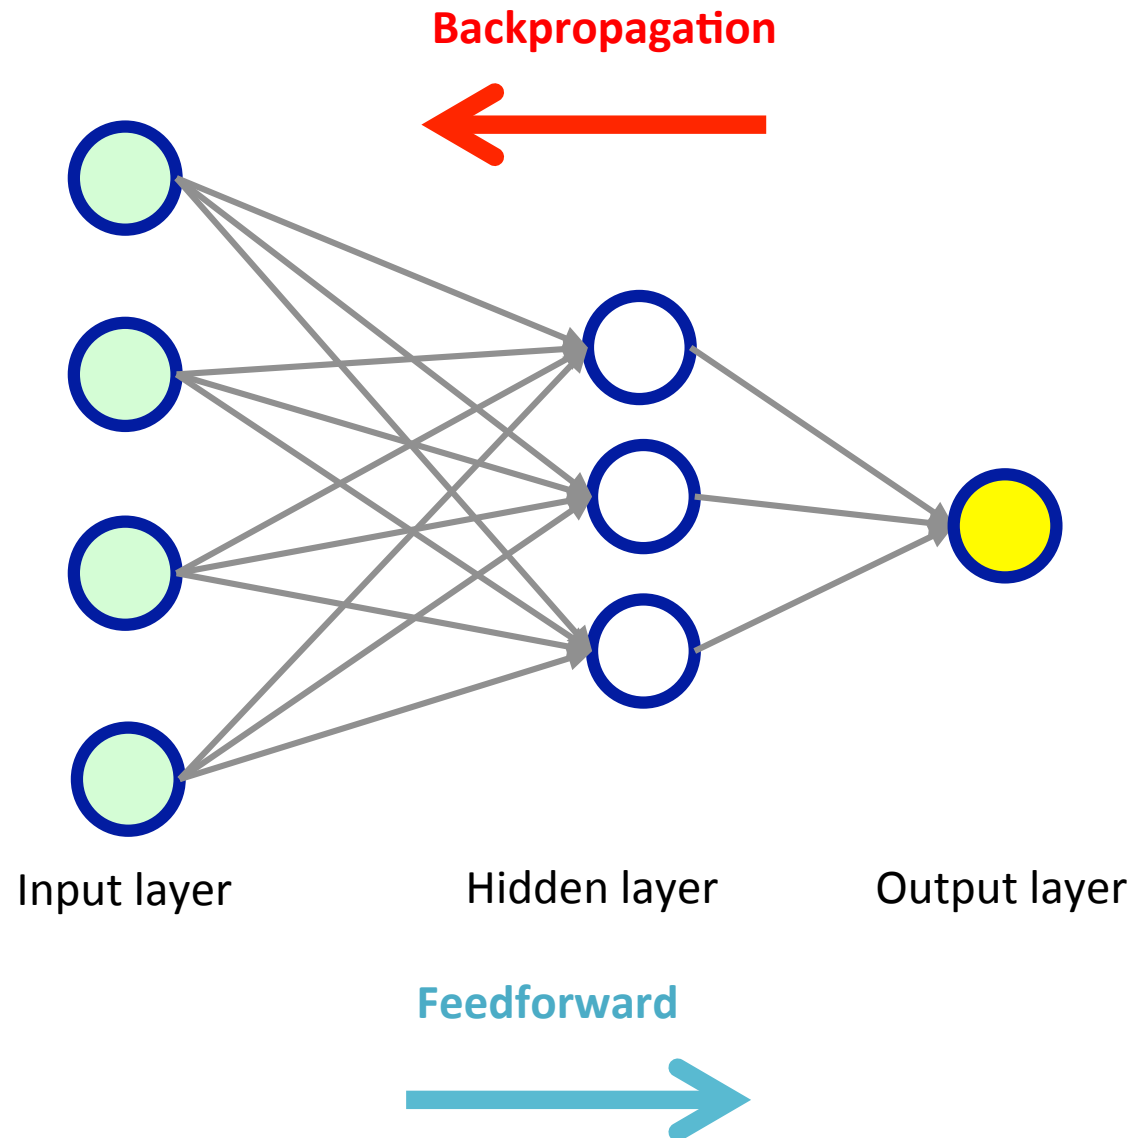 Backpropagation
Input layer
Hidden layer
Output layer
Feedforward